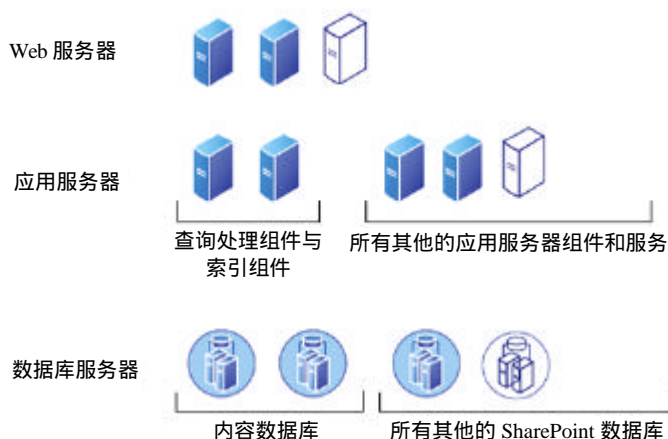 Web 服务器
应用服务器
查询处理组件与
索引组件
所有其他的应用服务器组件和服务
数据库服务器
内容数据库
所有其他的 SharePoint 数据库